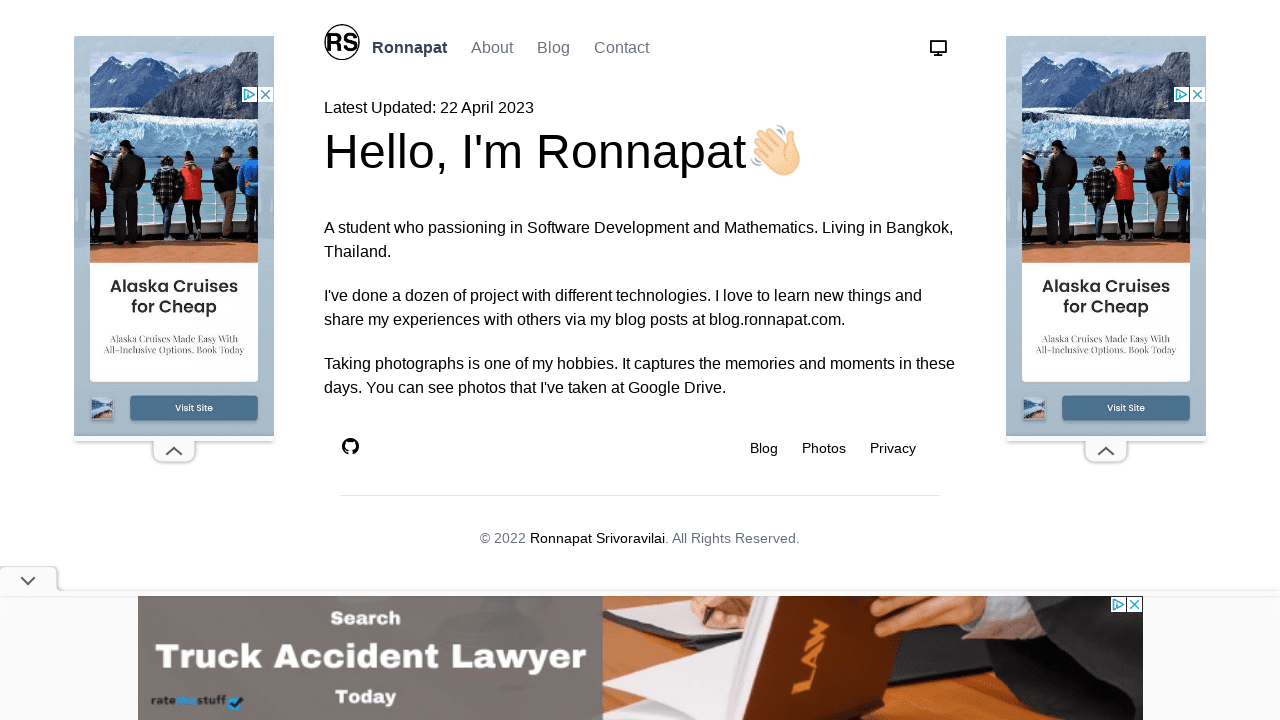 RS
Ronnapat
About
Blog
Contact
Latest Updated: 22 April 2023
Hello, I'm Ronnapat👋🏻
A student who passioning in Software Development and Mathematics. Living in Bangkok,
Thailand.
I've done a dozen of project with different technologies. I love to learn new things and
share my experiences with others via my blog posts at blog.ronnapat.com.
Taking photographs is one of my hobbies. It captures the memories and moments in these
days. You can see photos that I've taken at Google Drive.
Blog
Photos
Privacy
© 2022 Ronnapat Srivoravilai. All Rights Reserved.
Alaska Cruises
for Cheap
Alaska Cruises Made Easy With
All-Inclusive Options. Book Today
Visit Site
Alaska Cruises
for Cheap
Alaska Cruises Made Easy With
All-Inclusive Options. Book Today
Visit Site
Search
Truck Accident Lawyer
Today
ratemystuff
LAW